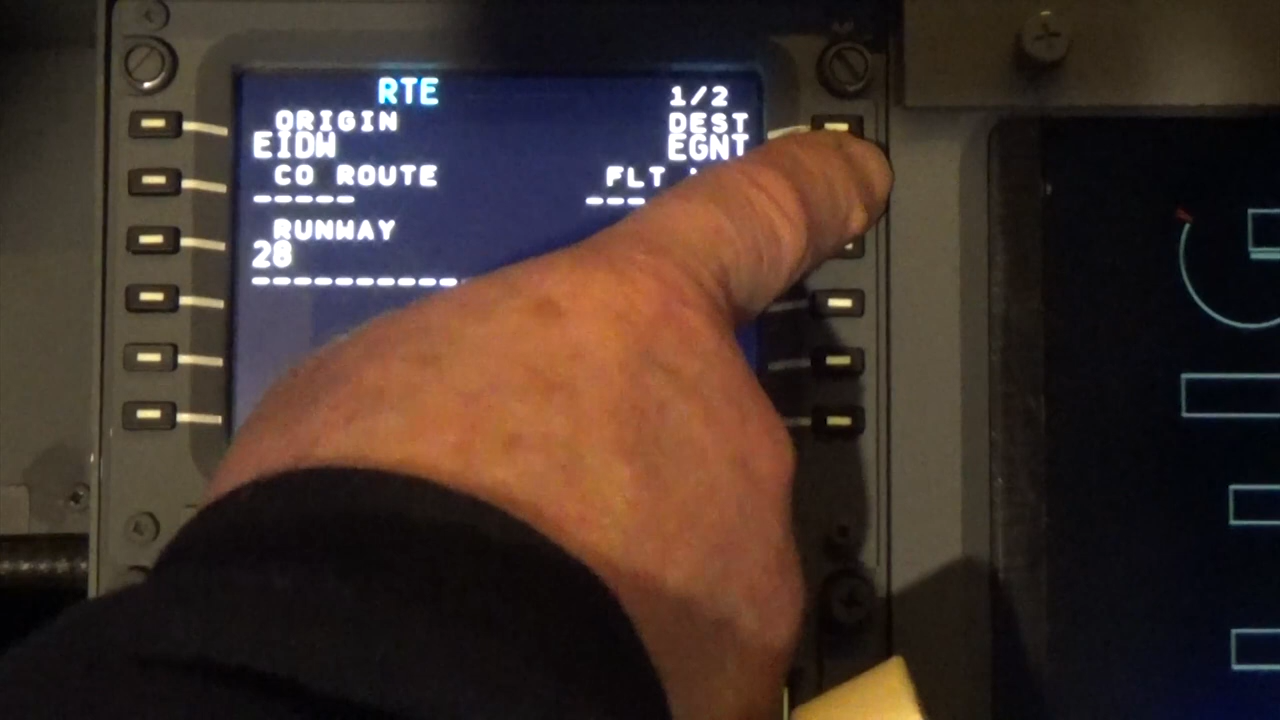 RTE 1/2
ORIGIN DEST
EIDW EGNT
CO ROUTE FLT
----- ---
RUNWAY
28
-----------